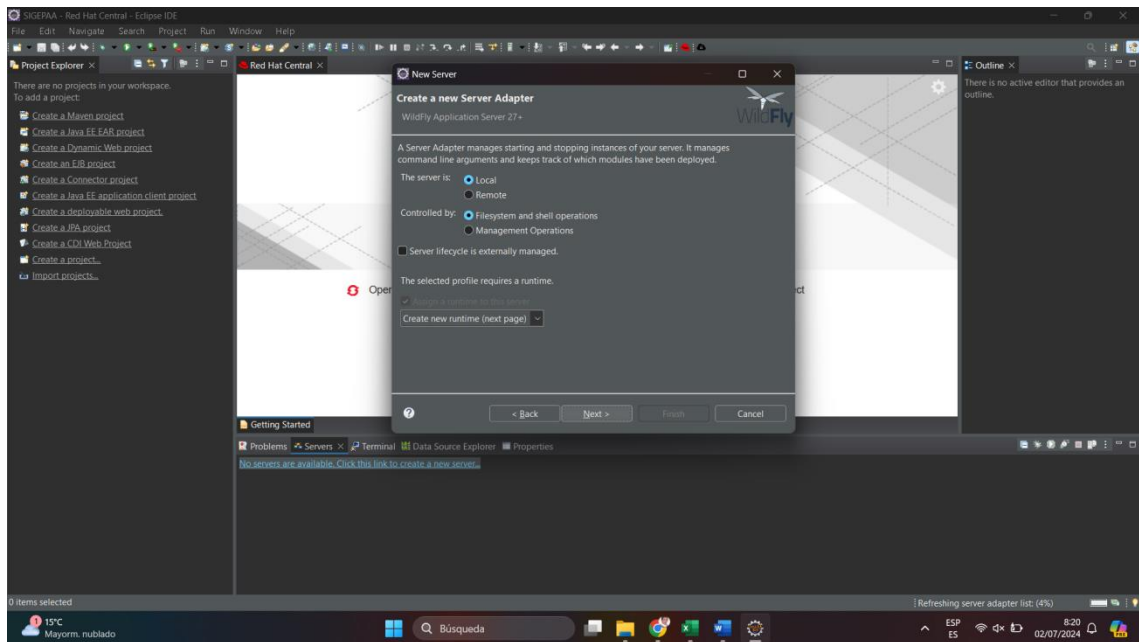 SIGEPAA - Red Hat Central - Eclipse IDE
File Edit Navigate Search Project Run Window Help
Project Explorer
Red Hat Central
Outline
There are no projects in your workspace.
To add a project:
Create a Maven project
Create a Java EE EAR project
Create a Dynamic Web project
Create an EJB project
Create a Connector project
Create a Java EE application client project
Create a deployable web project.
Create a JPA project
Create a CDI Web Project
Create a project...
Import projects...
There is no active editor that provides an
outline.
New Server
Create a new Server Adapter
WildFly Application Server 27+
WildFly
A Server Adapter manages starting and stopping instances of your server. It manages
command line arguments and keeps track of which modules have been deployed.
The server is: Local
Remote
Controlled by: Filesystem and shell operations
Management Operations
Server lifecycle is externally managed.
The selected profile requires a runtime.
Assign a runtime to this server
Create new runtime (next page)
Oper
ct
< Back Next > Finish Cancel
Getting Started
Problems Servers Terminal Data Source Explorer Properties
No servers are available. Click this link to create a new server...
0 items selected
Refreshing server adapter list: (4%)
1
15°C
Mayorm. nublado
Búsqueda
ESP
ES
8:20
02/07/2024